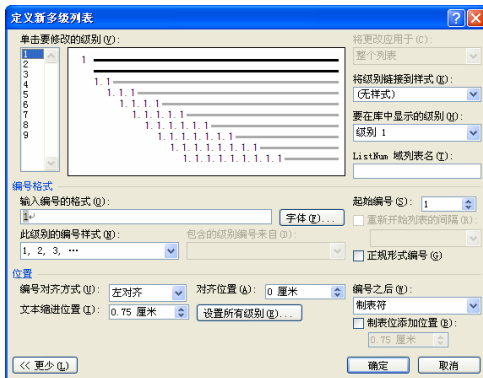 定义新多级列表
单击要修改的级别(V):
将更改应用于(C):
1
2
3
4
5
6
7
8
9
1
1.1
1.1.1
1.1.1.1
1.1.1.1.1
1.1.1.1.1.1
1.1.1.1.1.1.1
1.1.1.1.1.1.1.1
1.1.1.1.1.1.1.1.1
整个列表
将级别链接到样式(K):
(无样式)
要在库中显示的级别(H):
级别 1
ListNum 域列表名(T):
编号格式
输入编号的格式(O):
起始编号(S): 1
1
字体(F)...
重新开始列表的间隔(R):
此级别的编号样式(N):
包含的级别编号来自(D):
1, 2, 3, …
正规形式编号(G)
位置
编号对齐方式(U): 左对齐
对齐位置(A): 0 厘米
编号之后(W):
制表符
文本缩进位置(I): 0.75 厘米
设置所有级别(E)...
制表位添加位置(B):
0.75 厘米
<< 更少(L)
确定
取消